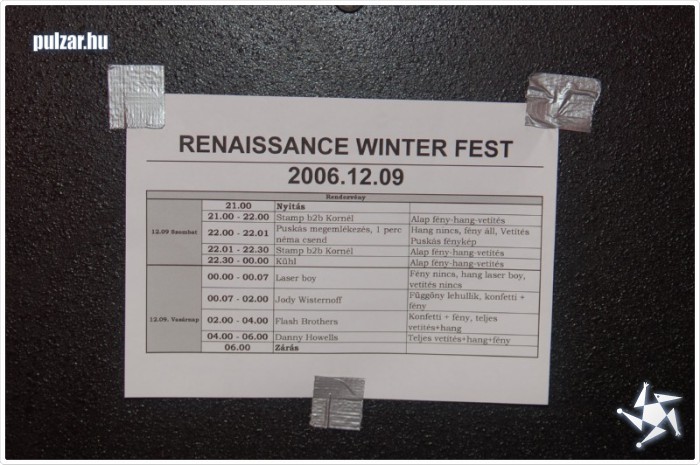 pulzar.hu
RENAISSANCE WINTER FEST
2006.12.09
Rendezvény
21.00 Nyitás
21.00 - 22.00 Stamp b2b Kornél Alap fény-hang-vetítés
12.09 Szombat 22.00 - 22.01 Puskás megemlékezés, 1 perc Hang nincs, fény áll, Vetítés
néma csend Puskás fénykép
22.01 - 22.30 Stamp b2b Kornél Alap fény-hang-vetítés
22.30 - 00.00 Kühl Alap fény-hang-vetítés
00.00 - 00.07 Laser boy Fény nincs, hang laser boy,
vetítés nincs
00.07 - 02.00 Jody Wisternoff Függöny lehullik, konfetti +
fény
12.09. Vasárnap 02.00 - 04.00 Flash Brothers Konfetti + fény, teljes
vetítés+hang
04.00 - 06.00 Danny Howells Teljes vetítés+hang+fény
06.00 Zárás